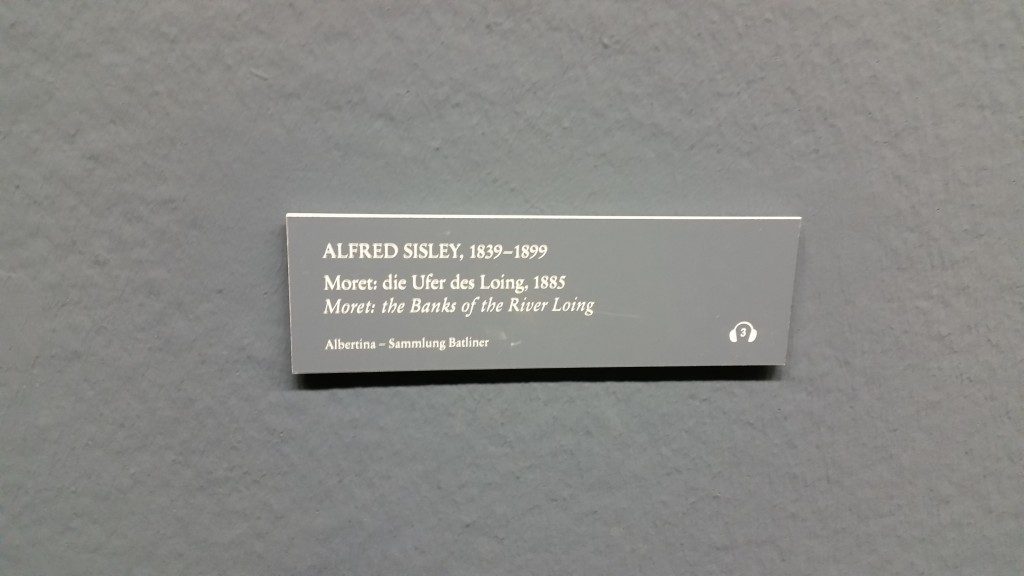 ALFRED SISLEY, 1839–1899
Moret: die Ufer des Loing, 1885
Moret: the Banks of the River Loing
Albertina – Sammlung Batliner
3